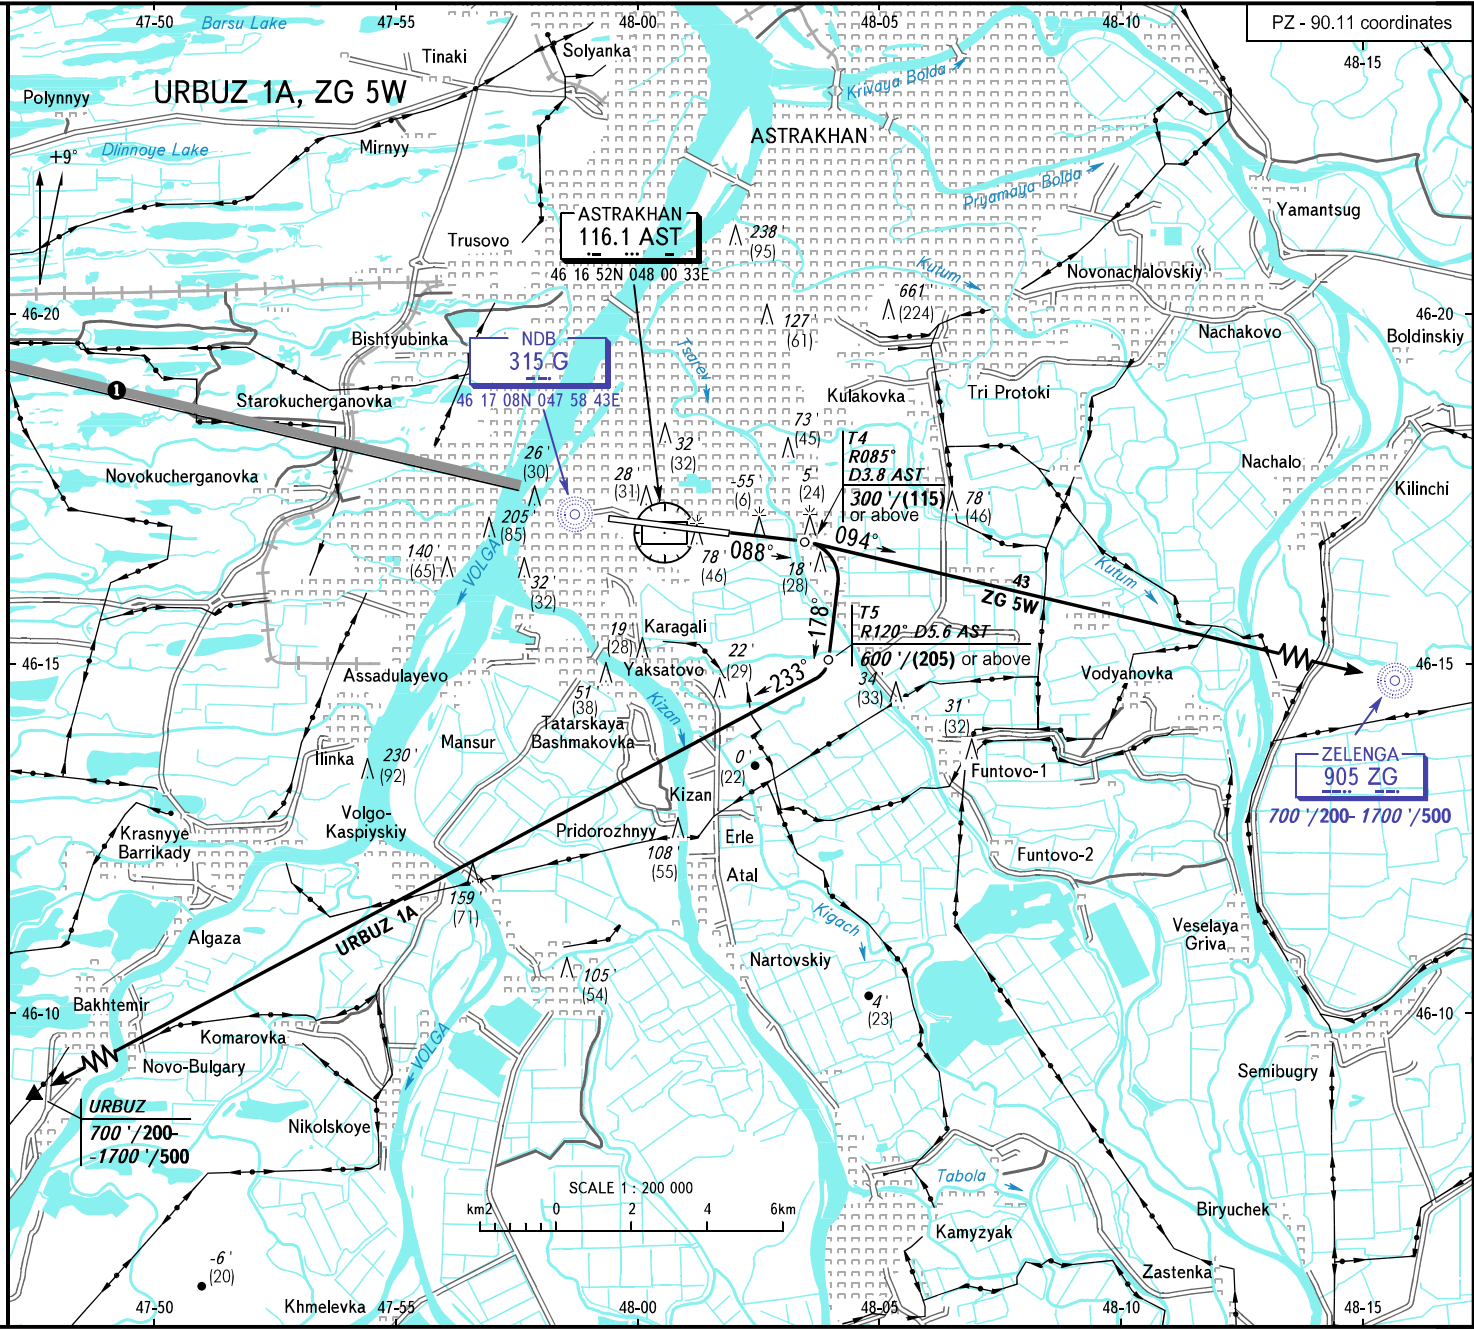 47-50
47-55
48-00
48-05
48-10
PZ - 90.11 coordinates
48-15
Barsu Lake
Tinaki
Solyanka
URBUZ 1A, ZG 5W
Polynnyy
Krivaya Bolda
ASTRAKHAN
Dlinnoye Lake
Mirnyy
+9°
Pryamaya Bolda
Yamantsug
ASTRAKHAN
116.1 AST
46 16 52N 048 00 33E
Trusovo
238'
(95)
Kutum
Novonachalovskiy
661'
(224)
46-20
127'
(61)
46-20
Nachakovo
Boldinskiy
Bishtyubinka
NDB
315 G
46 17 08N 047 58 43E
Tsarev
1
Starokucherganovka
Kulakovka
Tri Protoki
73'
(45)
T4
R085°
D3.8 AST
300'/(115)
or above
32
(32)
26'
(30)
Novokucherganovka
Nachalo
Kilinchi
28'
(31)
-55'
(6)
5'
(24)
78
(46)
205'
(85)
088°
094°
78
(46)
18'
(28)
140'
(65)
VOLGA
32
(32)
43
ZG 5W
Kutum
178°
T5
R120° D5.6 AST
600'/(205) or above
19'
(28)
Karagali
22'
(29)
46-15
46-15
Assadulayevo
Yaksatovo
233°
34'
(33)
Vodyanovka
51
(38)
Kizan
31'
(32)
Tatarskaya
Bashmakovka
Mansur
Ilinka
230'
(92)
0'
(22)
Funtovo-1
ZELENGA
905 ZG
700'/200-1700'/500
Kizan
Volgo-
Kaspiyskiy
Krasnyye
Barrikady
Pridorozhnyy
Erle
108'
(55)
Funtovo-2
Atal
159'
(71)
URBUZ 1A
Kigach
Veselaya
Griva
Algaza
Nartovskiy
105'
(54)
Bakhtemir
4'
(23)
46-10
46-10
Komarovka
VOLGA
Novo-Bulgary
Semibugry
URBUZ
700'/200-
-1700'/500
Nikolskoye
SCALE 1 : 200 000
km2 0 2 4 6km
Tabola
Biryuchek
Kamyzyak
-6'
(20)
Zastenka
Khmelevka
47-50
47-55
48-00
48-05
48-10
48-15